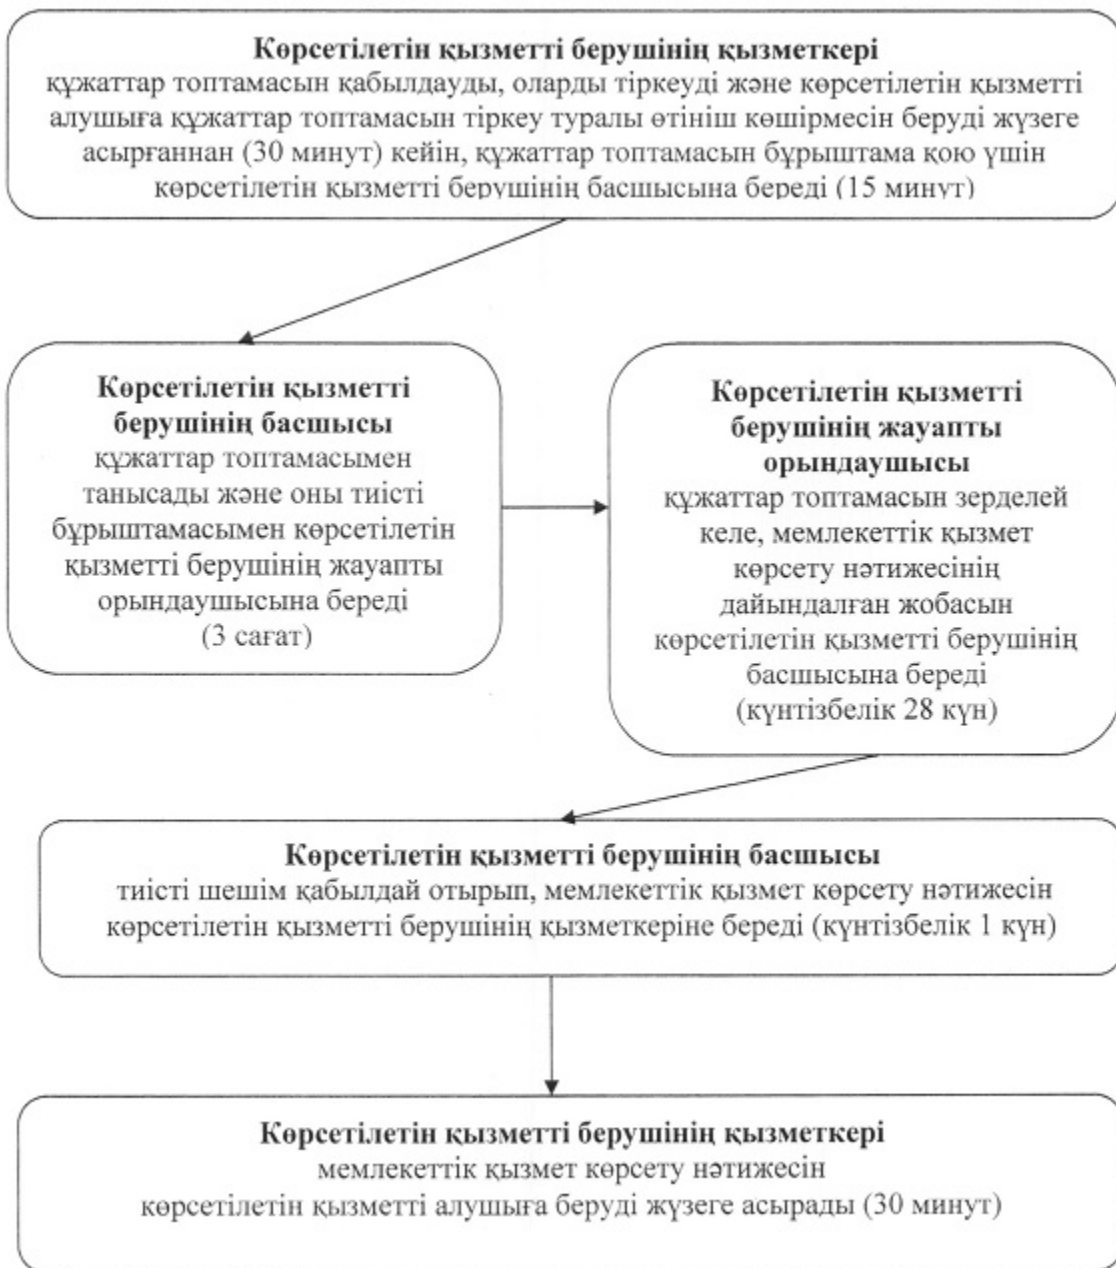 Көрсетілетін қызметті берушінің қызметкері
құжаттар топтамасын қабылдауды, оларды тіркеуді және көрсетілетін қызметті
алушыға құжаттар топтамасын тіркеу туралы өтініш көшірмесін беруді жүзеге
асырғаннан (30 минут) кейін, құжаттар топтамасын бұрыштама қою үшін
көрсетілетін қызметті берушінің басшысына береді (15 минут)
Көрсетілетін қызметті
берушінің басшысы
құжаттар топтамасымен
танысады және оны тиісті
бұрыштамасымен көрсетілетін
қызметті берушінің жауапты
орындаушысына береді
(3 сағат)
Көрсетілетін қызметті
берушінің жауапты
орындаушысы
құжаттар топтамасын зерделей
келе, мемлекеттік қызмет
көрсету нәтижесінің
дайындалған жобасын
көрсетілетін қызметті берушінің
басшысына береді
(күнтізбелік 28 күн)
Көрсетілетін қызметті берушінің басшысы
тиісті шешім қабылдай отырып, мемлекеттік қызмет көрсету нәтижесін
көрсетілетін қызметті берушінің қызметкеріне береді (күнтізбелік 1 күн)
Көрсетілетін қызметті берушінің қызметкері
мемлекеттік қызмет көрсету нәтижесін
көрсетілетін қызметті алушыға беруді жүзеге асырады (30 минут)